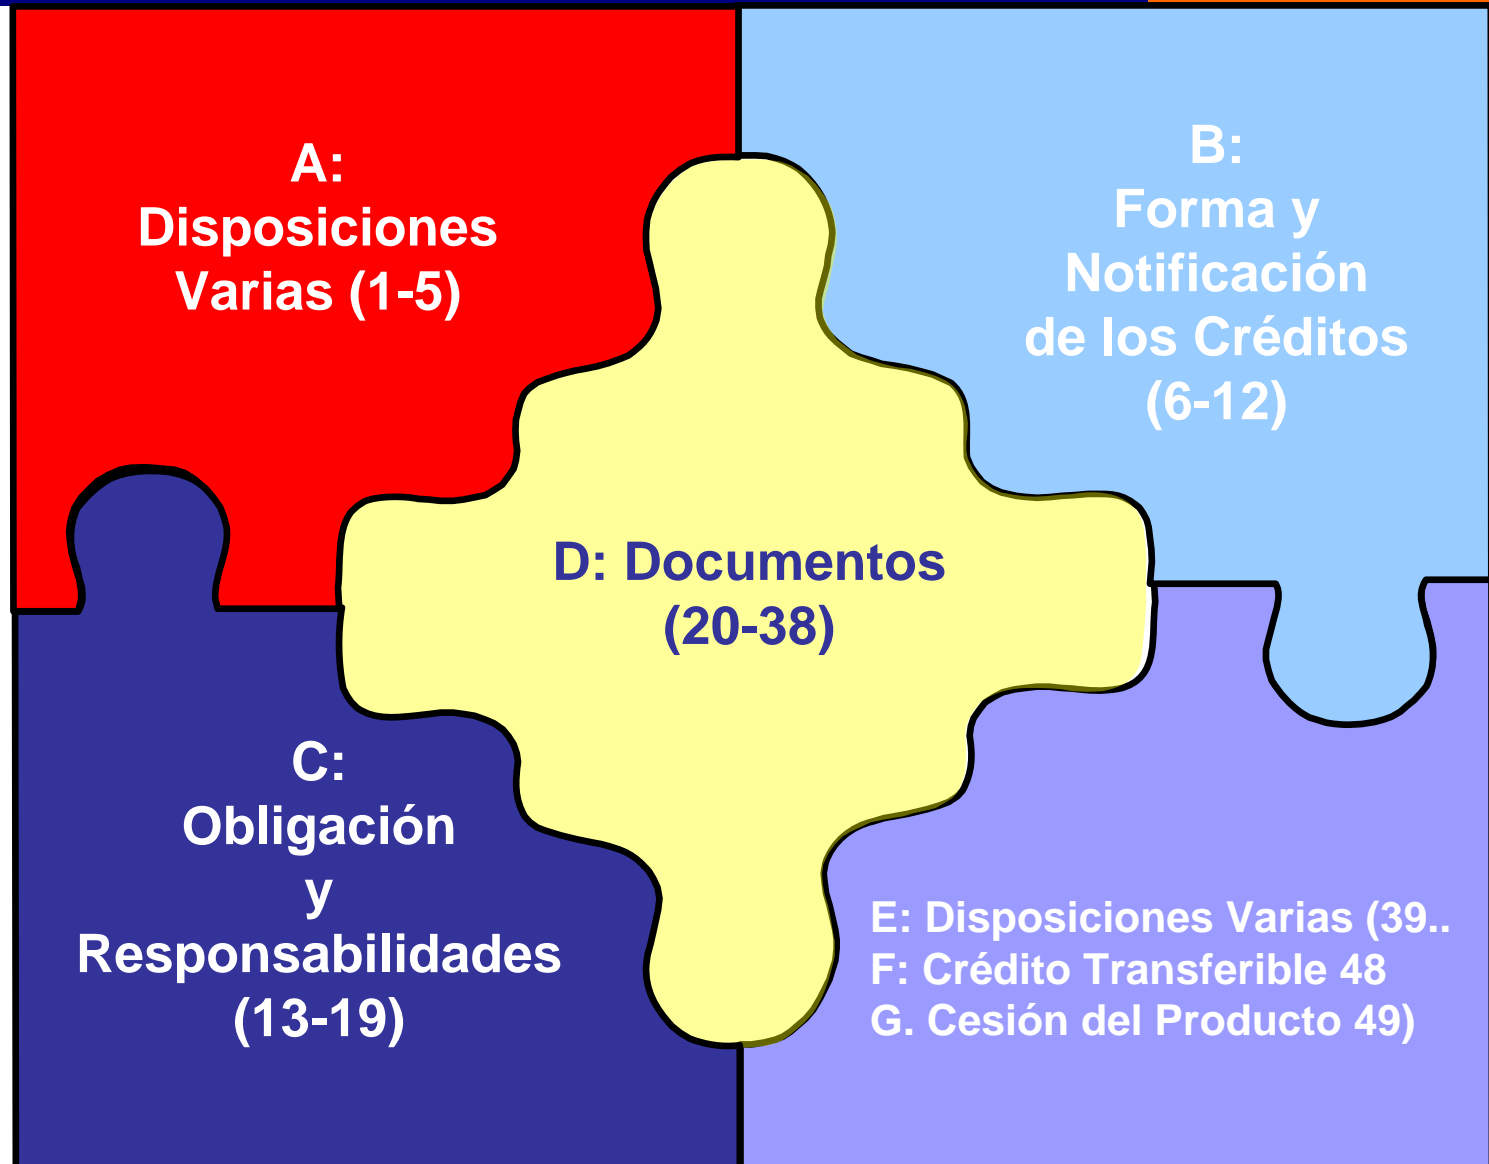 A:
Disposiciones
Varias (1-5)
B:
Forma y
Notificación
de los Créditos
(6-12)
D: Documentos
(20-38)
C:
Obligación
y
Responsabilidades
(13-19)
E: Disposiciones Varias (39..
F: Crédito Transferible 48
G. Cesión del Producto 49)